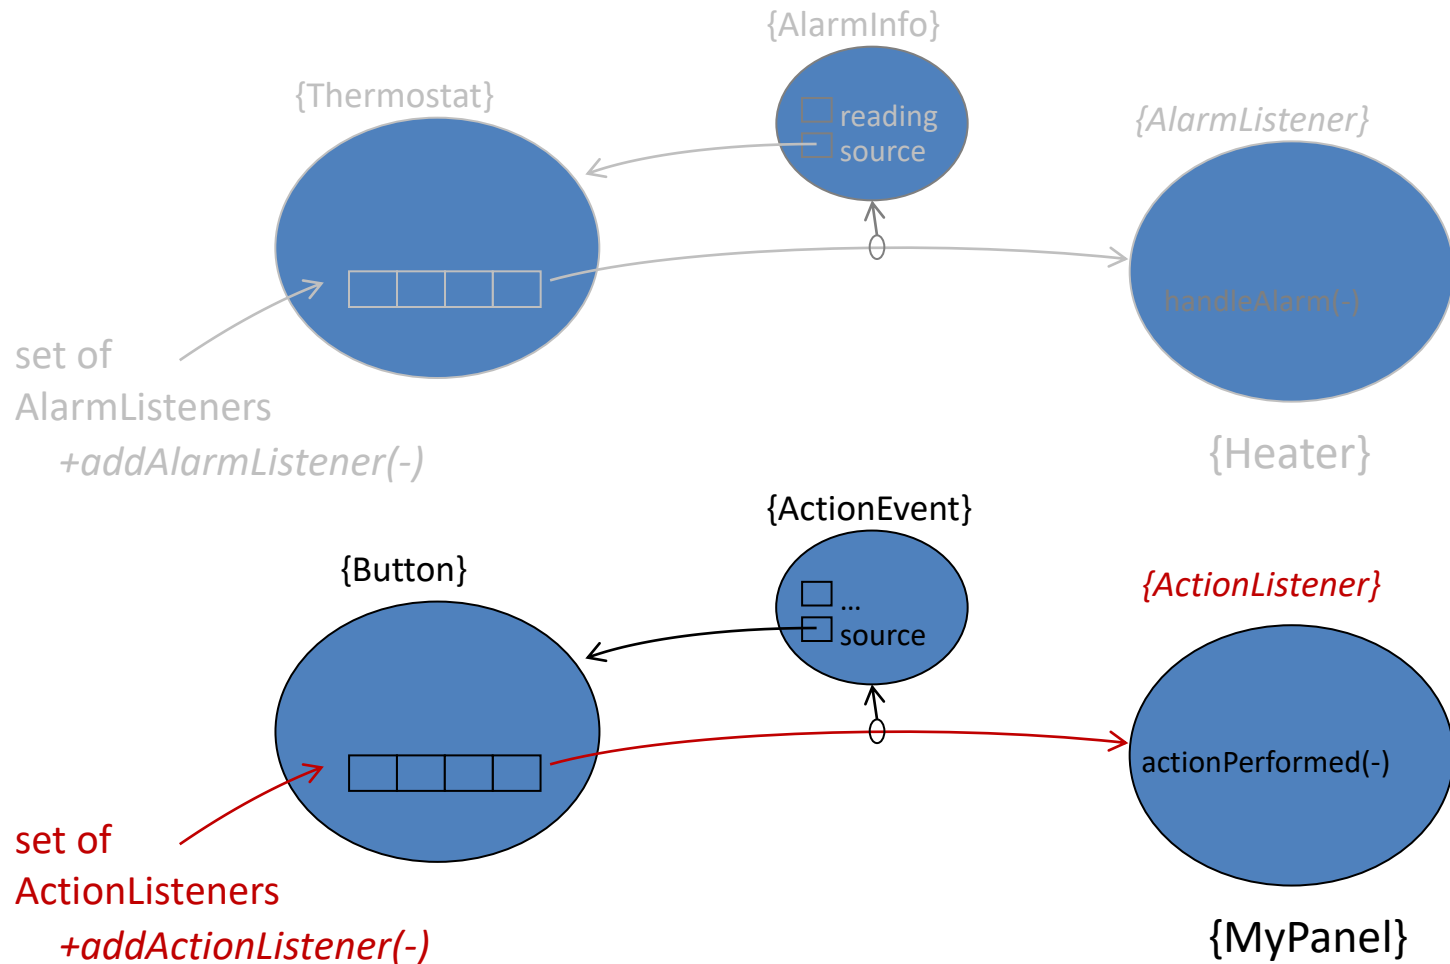 {AlarmInfo}
{Thermostat}
reading
source
{AlarmListener}
handleAlarm(-)
set of
AlarmListeners
+addAlarmListener(-)
{Heater}
{ActionEvent}
{Button}
...
source
{ActionListener}
actionPerformed(-)
set of
ActionListeners
+addActionListener(-)
{MyPanel}